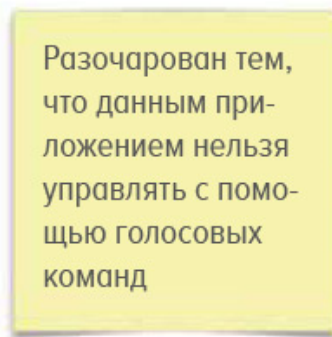 Разочарован тем,
что данным при-
ложением нельзя
управлять с помо-
щью голосовых
команд